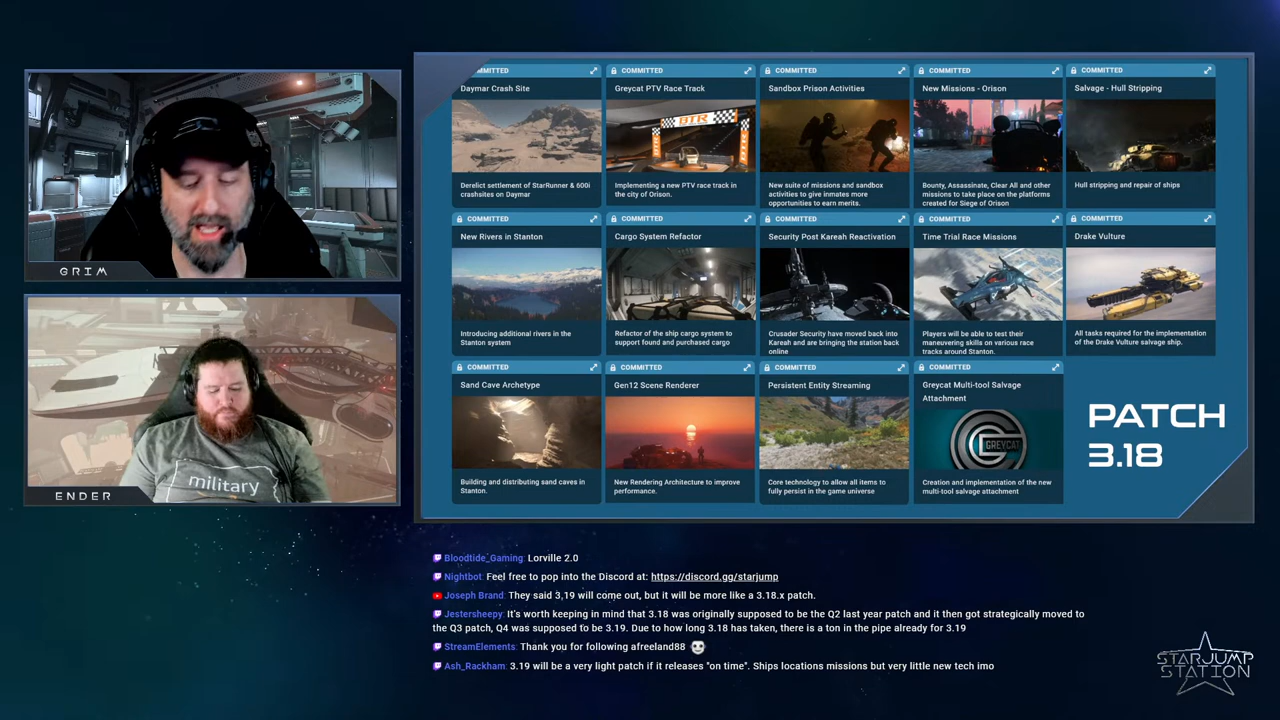 COMMITTED
Daymar Crash Site
Derelict settlement of StarRunner & 600i
crashsites on Daymar
COMMITTED
Greycat PTV Race Track
BTR
Implementing a new PTV race track in
the city of Orison.
COMMITTED
Sandbox Prison Activities
New suite of missions and sandbox
activities to give inmates more
opportunities to earn merits.
COMMITTED
New Missions - Orison
Bounty, Assassinate, Clear All and other
missions to take place on the platforms
created for Siege of Orison
COMMITTED
Salvage - Hull Stripping
Hull stripping and repair of ships
COMMITTED
New Rivers in Stanton
Introducing additional rivers in the
Stanton system
COMMITTED
Cargo System Refactor
Refactor of the ship cargo system to
support found and purchased cargo
COMMITTED
Security Post Kareah Reactivation
Crusader Security have moved back into
Kareah and are bringing the station back
online
COMMITTED
Time Trial Race Missions
Players will be able to test their
maneuvering skills on various race
tracks around Stanton.
COMMITTED
Drake Vulture
All tasks required for the implementation
of the Drake Vulture salvage ship.
COMMITTED
Sand Cave Archetype
Building and distributing sand caves in
Stanton.
COMMITTED
Gen12 Scene Renderer
New Rendering Architecture to improve
performance.
COMMITTED
Persistent Entity Streaming
Core technology to allow all items to
fully persist in the game universe
COMMITTED
Greycat Multi-tool Salvage
Attachment
GREYCAT
Creation and implementation of the new
multi-tool salvage attachment
PATCH
3.18
GRIM
military
ENDER
Bloodtide_Gaming: Lorville 2.0
Nightbot: Feel free to pop into the Discord at: https://discord.gg/starjump
Joseph Brand: They said 3,19 will come out, but it will be more like a 3.18.x patch.
Jestersheepy: It's worth keeping in mind that 3.18 was originally supposed to be the Q2 last year patch and it then got strategically moved to
the Q3 patch, Q4 was supposed to be 3.19. Due to how long 3.18 has taken, there is a ton in the pipe already for 3.19
StreamElements: Thank you for following afreeland88
Ash_Rackham: 3.19 will be a very light patch if it releases "on time". Ships locations missions but very little new tech imo
STARJUMP
STATION